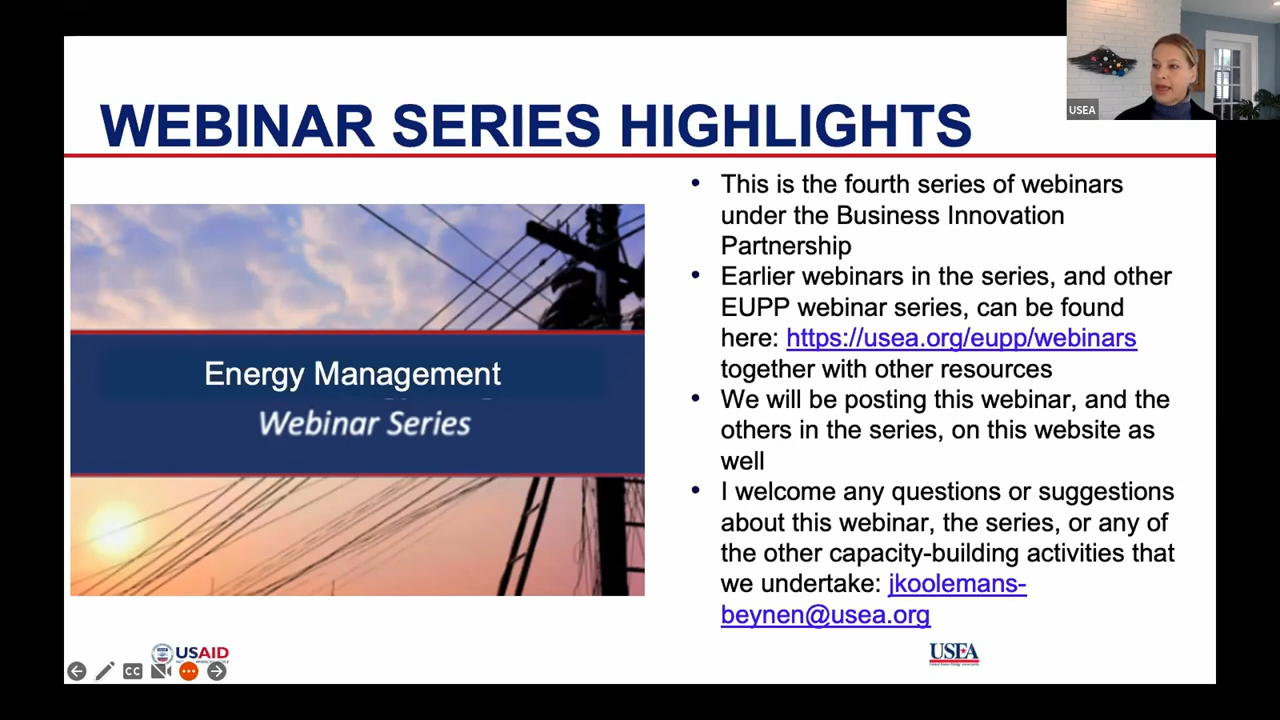 USEA
WEBINAR SERIES HIGHLIGHTS
Energy Management
Webinar Series
• This is the fourth series of webinars
under the Business Innovation
Partnership
• Earlier webinars in the series, and other
EUPP webinar series, can be found
here: https://usea.org/eupp/webinars
together with other resources
• We will be posting this webinar, and the
others in the series, on this website as
well
• I welcome any questions or suggestions
about this webinar, the series, or any of
the other capacity-building activities that
we undertake: jkoolemans-
beynen@usea.org
USAID
USEA
CC